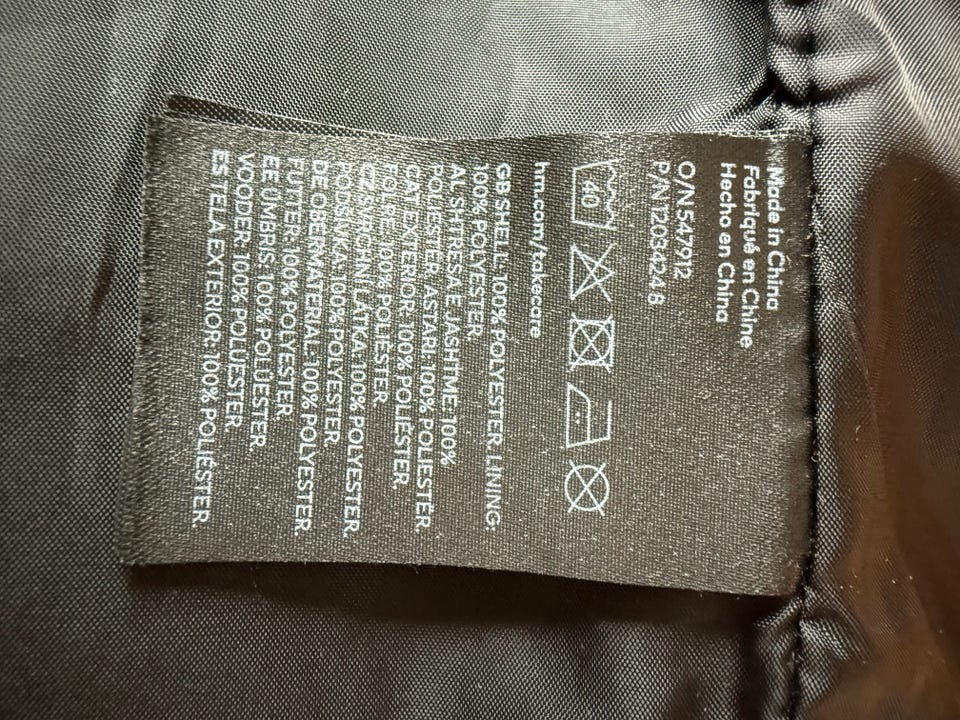 Made in China
Fabriqué en Chine
Hecho en China
O/N 547912
P/N 12034248
40
hm.com/takecare
GB SHELL: 100% POLYESTER. LINING:
100% POLYESTER.
AL SHTRESA E JASHTME: 100%
POLIESTER. ASTARI: 100% POLIESTER.
CAT EXTERIOR: 100% POLIÈSTER.
FOLRE: 100% POLIÈSTER.
CZ SVRCHNÍ LÁTKA: 100% POLYESTER.
PODŠÍVKA: 100% POLYESTER.
DE OBERMATERIAL: 100% POLYESTER.
FUTTER: 100% POLYESTER.
EE ÜMBRIS: 100% POLÜESTER.
VOODER: 100% POLÜESTER.
ES TELA EXTERIOR: 100% POLIÉSTER.